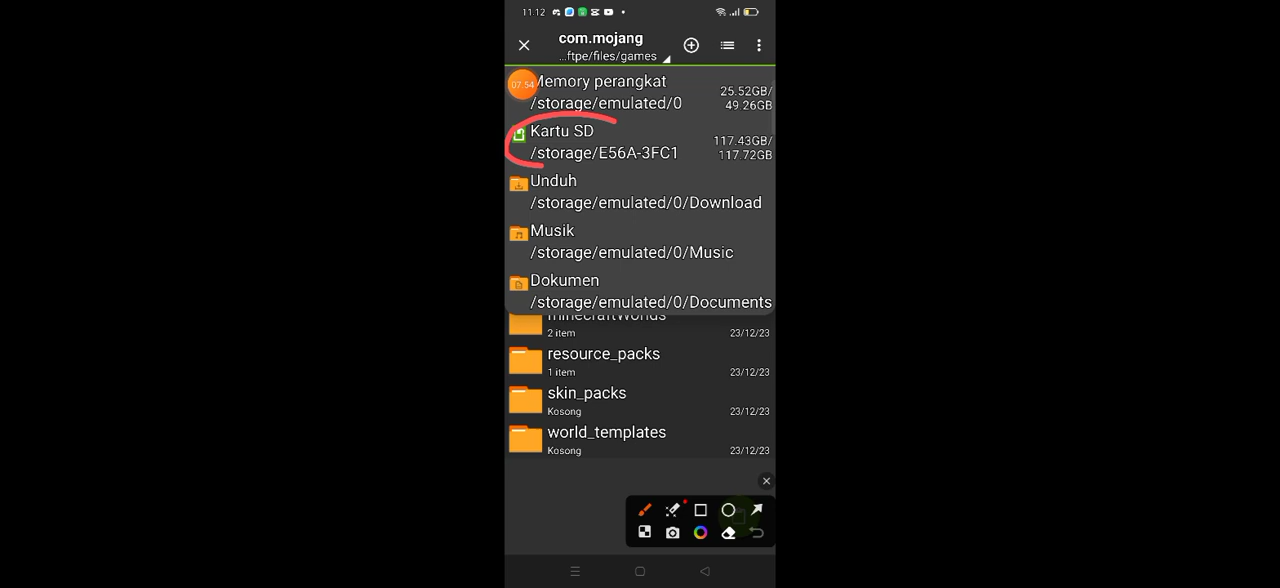 11.12
com.mojang
...ftpe/files/games
07:54
Memory perangkat
/storage/emulated/0
25.52GB/
49.26GB
Kartu SD
/storage/E56A-3FC1
117.43GB/
117.72GB
Unduh
/storage/emulated/0/Download
Musik
/storage/emulated/0/Music
Dokumen
/storage/emulated/0/Documents
minecraftWorlds
2 item
23/12/23
resource_packs
1 item
23/12/23
skin_packs
Kosong
23/12/23
world_templates
Kosong
23/12/23